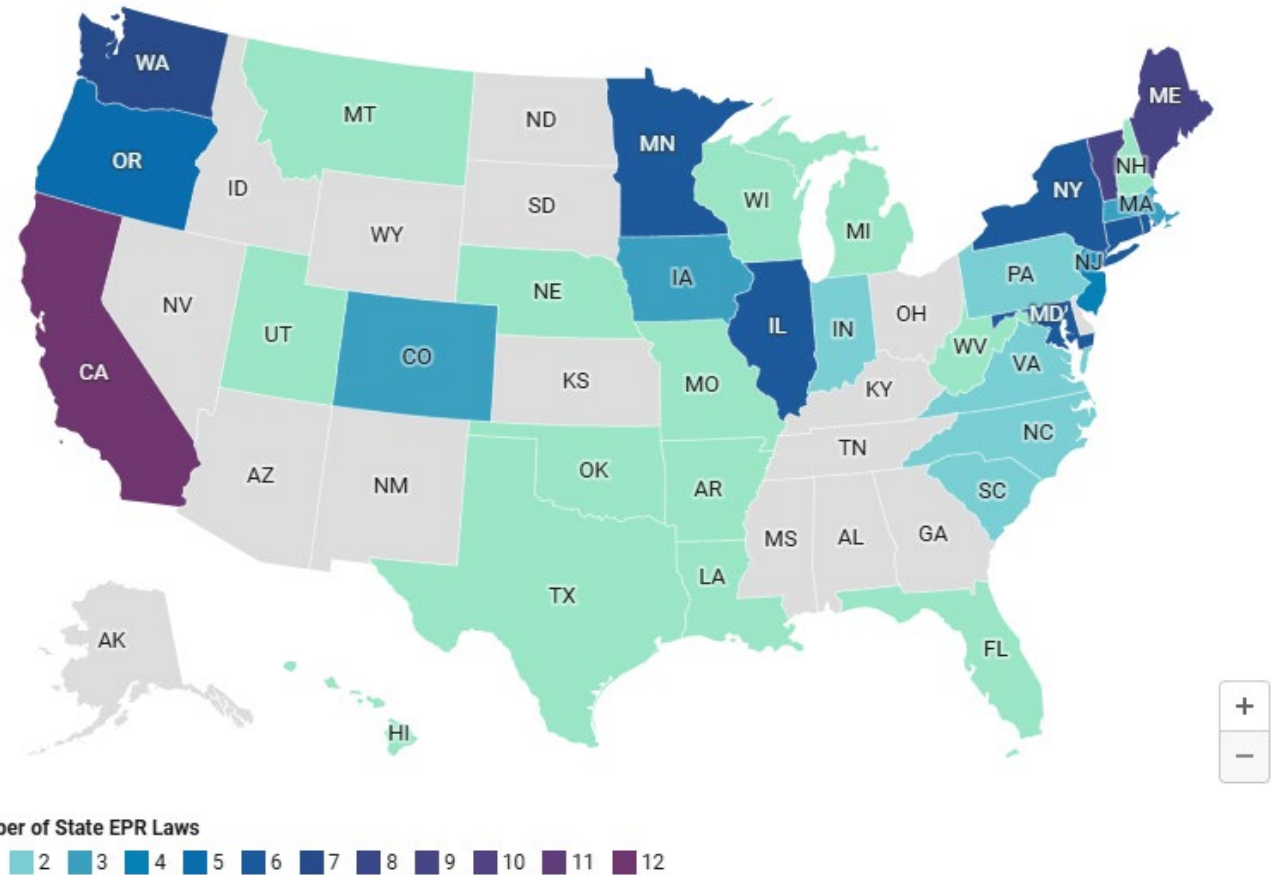 WA
ME
MT
ND
MN
OR
NH
ID
NY
WI
MA
SD
MI
WY
NJ
PA
IA
NE
NV
OH
MD
IL
IN
UT
WV
CO
VA
CA
KS
MO
KY
NC
TN
OK
AZ
NM
AR
SC
GA
MS
AL
LA
TX
AK
FL
HI
+
−
ber of State EPR Laws
2 3 4 5 6 7 8 9 10 11 12